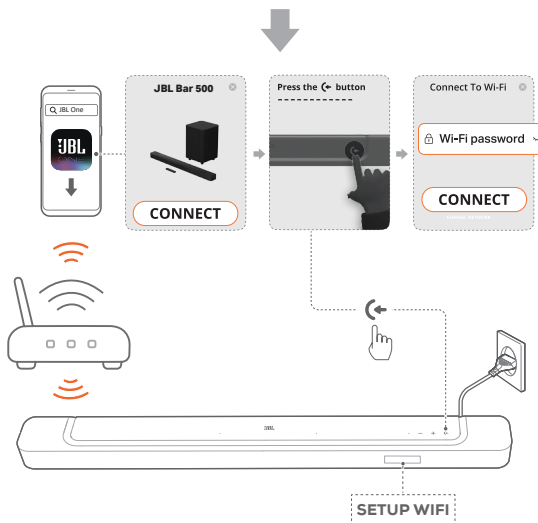 JBL One
JBL
JBL Bar 500
CONNECT
Press the button
Connect To Wi-Fi
Wi-Fi password
CONNECT
JBL
SETUP WIFI